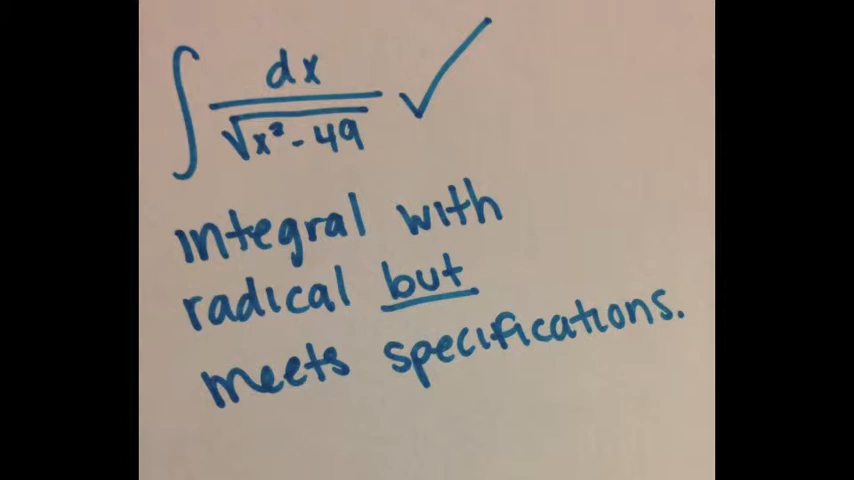 ∫ dx / √(x² - 49) ✓
integral with
radical but
meets specifications.